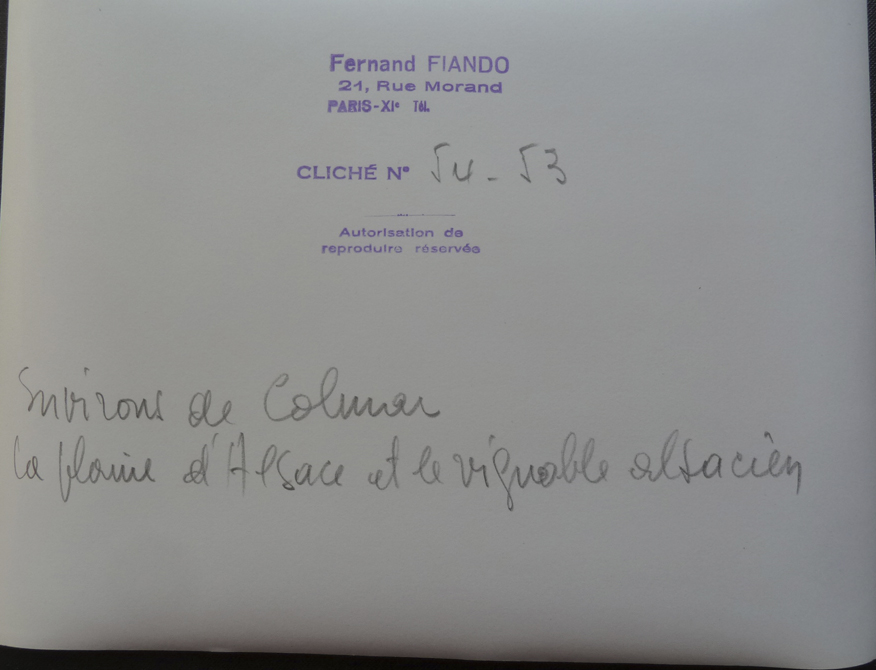 Fernand FIANDO
21, Rue Morand
PARIS-XIe Tél.
CLICHÉ N° 54-53
Autorisation de
reproduire réservée
Environs de Colmar
la plaine d'Alsace et le vignoble alsacien